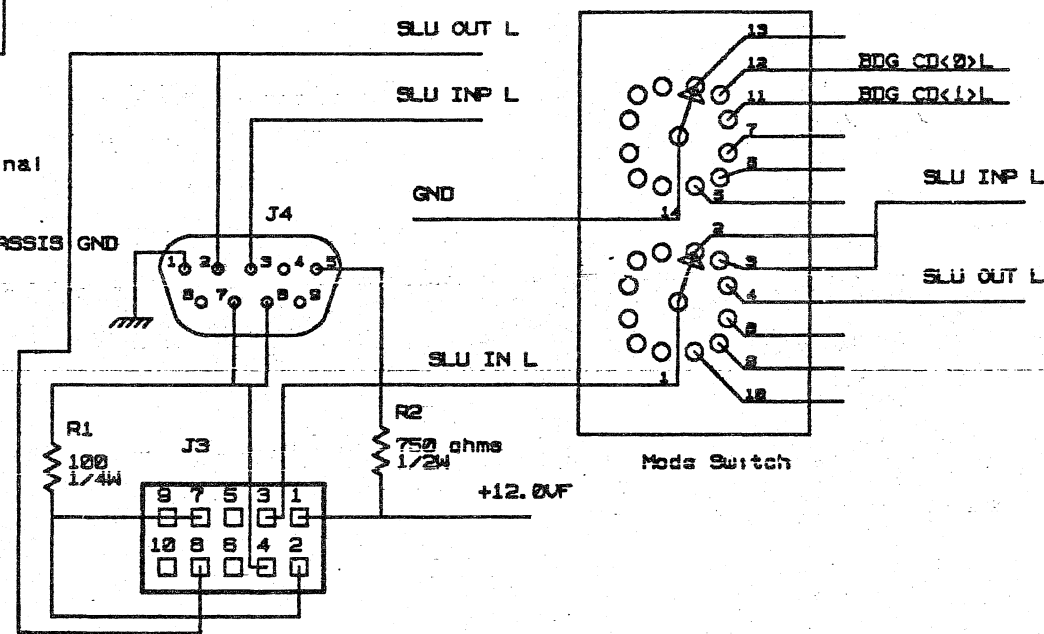 SLU OUT L
SLU INP L
nal
J4
ASSIS GND
1 2 3 4 5
6 7 8 9
GND
13
12 BDG CD<0>L
11 BDG CD<1>L
7
6
5
14
SLU INP L
2
3
SLU OUT L
4
6
8
10
1
SLU IN L
Mode Switch
R1
100
1/4W
J3
R2
750 ohms
1/2W
+12.0VF
9 7 5 3 1
10 8 6 4 2